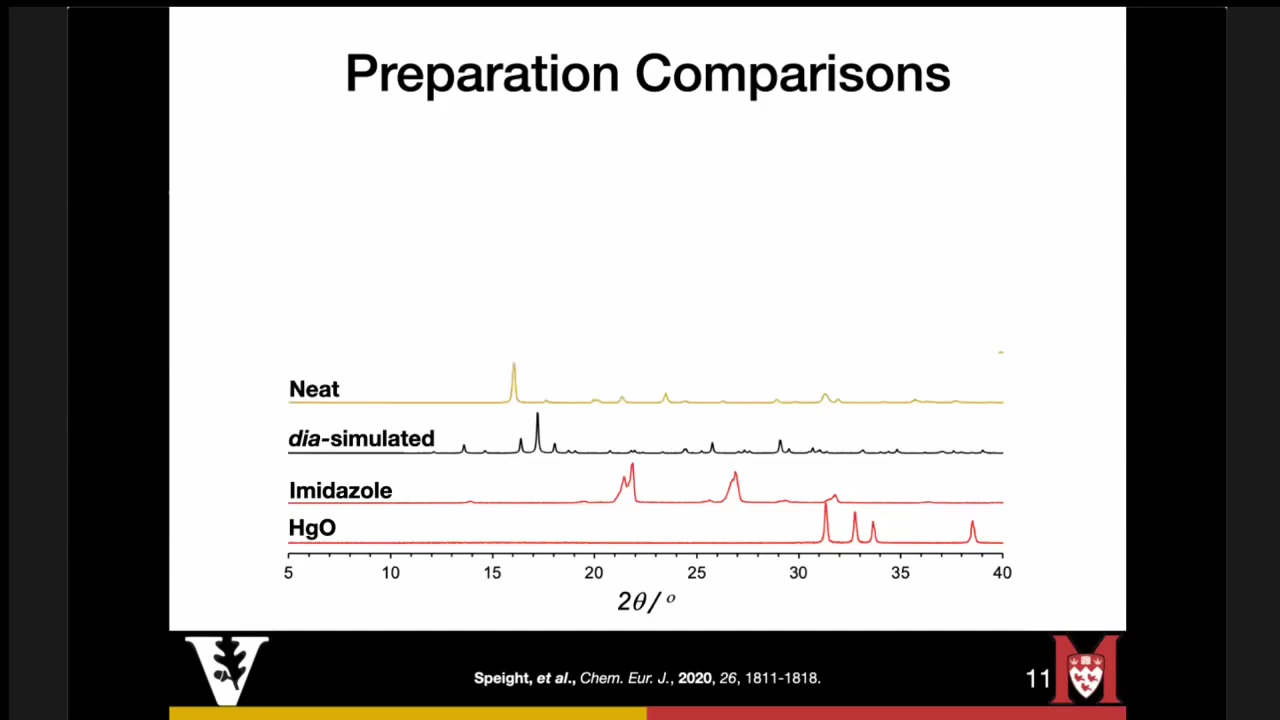 Preparation Comparisons
Neat
dia-simulated
Imidazole
HgO
5 10 15 20 25 30 35 40
2θ/°
Speight, et al., Chem. Eur. J., 2020, 26, 1811-1818.
11
V
M